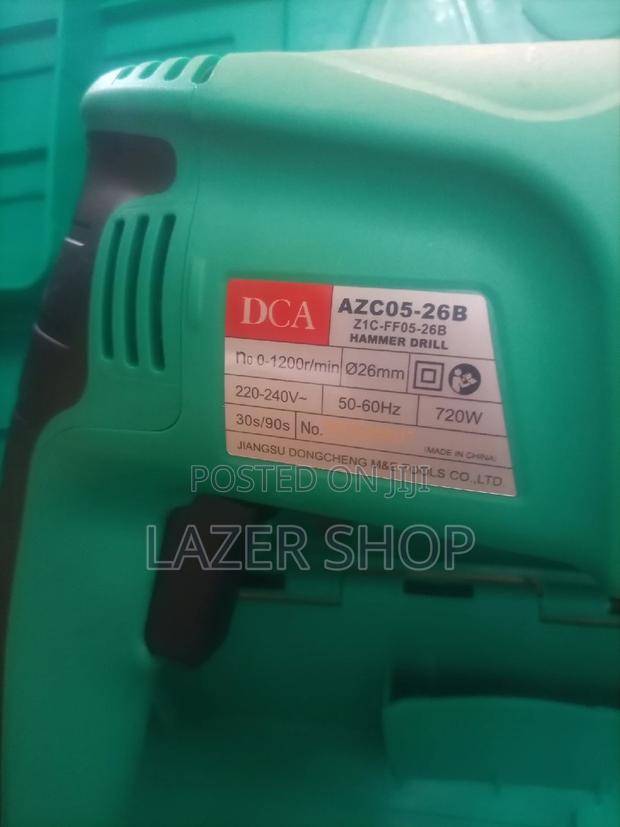 DCA
AZC05-26B
Z1C-FF05-26B
HAMMER DRILL
n₀ 0-1200r/min Ø26mm
220-240V~ 50-60Hz 720W
30s/90s No.
(MADE IN CHINA)
JIANGSU DONGCHENG M&E TOOLS CO.,LTD.
POSTED ON JIJI
LAZER SHOP